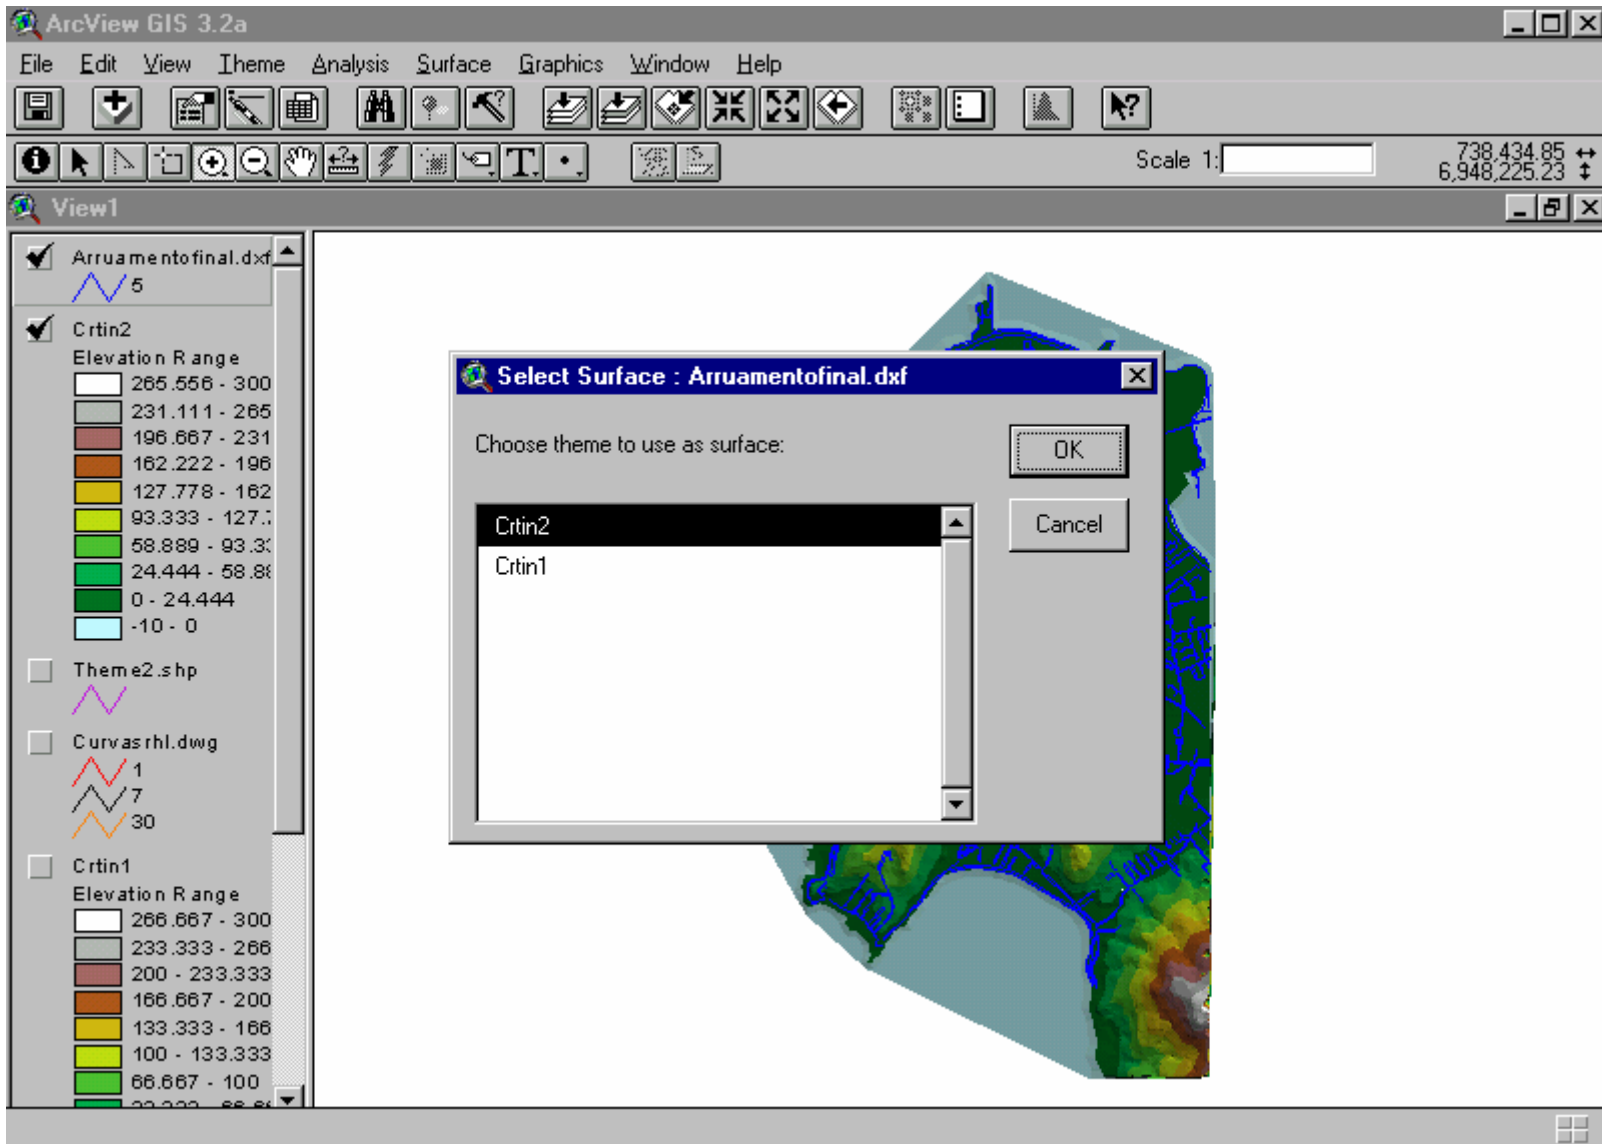 ArcView GIS 3.2a
File Edit View Theme Analysis Surface Graphics Window Help
Scale 1:
738,434.85
6,948,225.23
View1
Arruamentofinal.dxf
5
Crtin2
Elevation Range
265.556 - 300
231.111 - 265
196.667 - 231
162.222 - 196
127.778 - 162
93.333 - 127.
58.889 - 93.3
24.444 - 58.8
0 - 24.444
-10 - 0
Theme2.shp
Curvasrhl.dwg
1
7
30
Crtin1
Elevation Range
266.667 - 300
233.333 - 266
200 - 233.333
166.667 - 200
133.333 - 166
100 - 133.333
66.667 - 100
Select Surface : Arruamentofinal.dxf
Choose theme to use as surface:
Crtin2
Crtin1
OK
Cancel